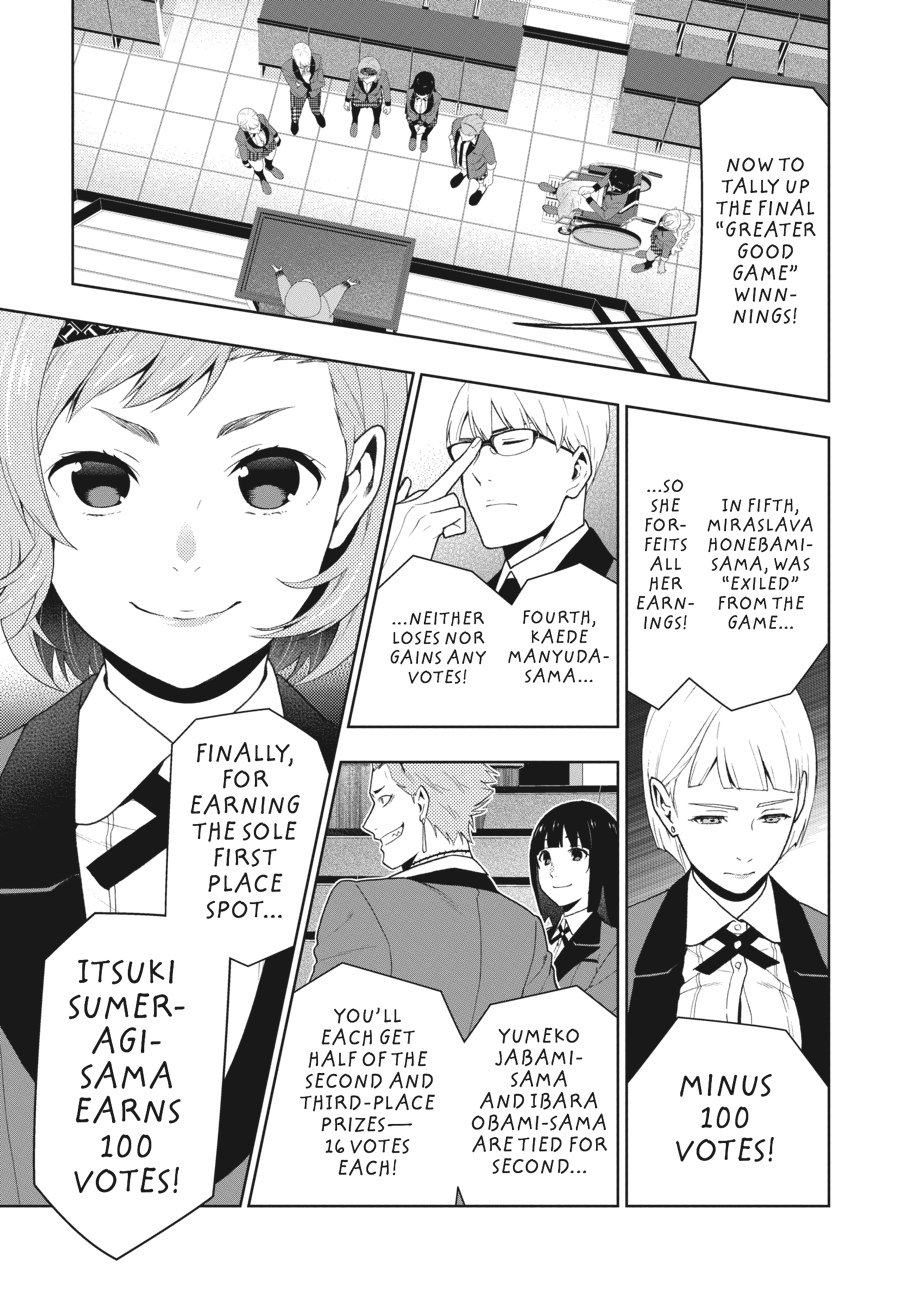 NOW TO
TALLY UP
THE FINAL
“GREATER
GOOD
GAME”
WINN-
NINGS!
IN FIFTH,
MIRASLAVA
HONEBAMI-
SAMA, WAS
“EXILED”
FROM THE
GAME...
...SO
SHE
FOR-
FEITS
ALL
HER
EARN-
INGS!
MINUS
100
VOTES!
FOURTH,
KAEDE
MANYUDA-
SAMA...
...NEITHER
LOSES NOR
GAINS ANY
VOTES!
YUMEKO
JABAMI-
SAMA
AND IBARA
OBAMI-SAMA
ARE TIED FOR
SECOND...
YOU’LL
EACH GET
HALF OF THE
SECOND AND
THIRD-PLACE
PRIZES—
16 VOTES
EACH!
FINALLY,
FOR
EARNING
THE SOLE
FIRST
PLACE
SPOT...
ITSUKI
SUMER-
AGI-
SAMA
EARNS
100
VOTES!